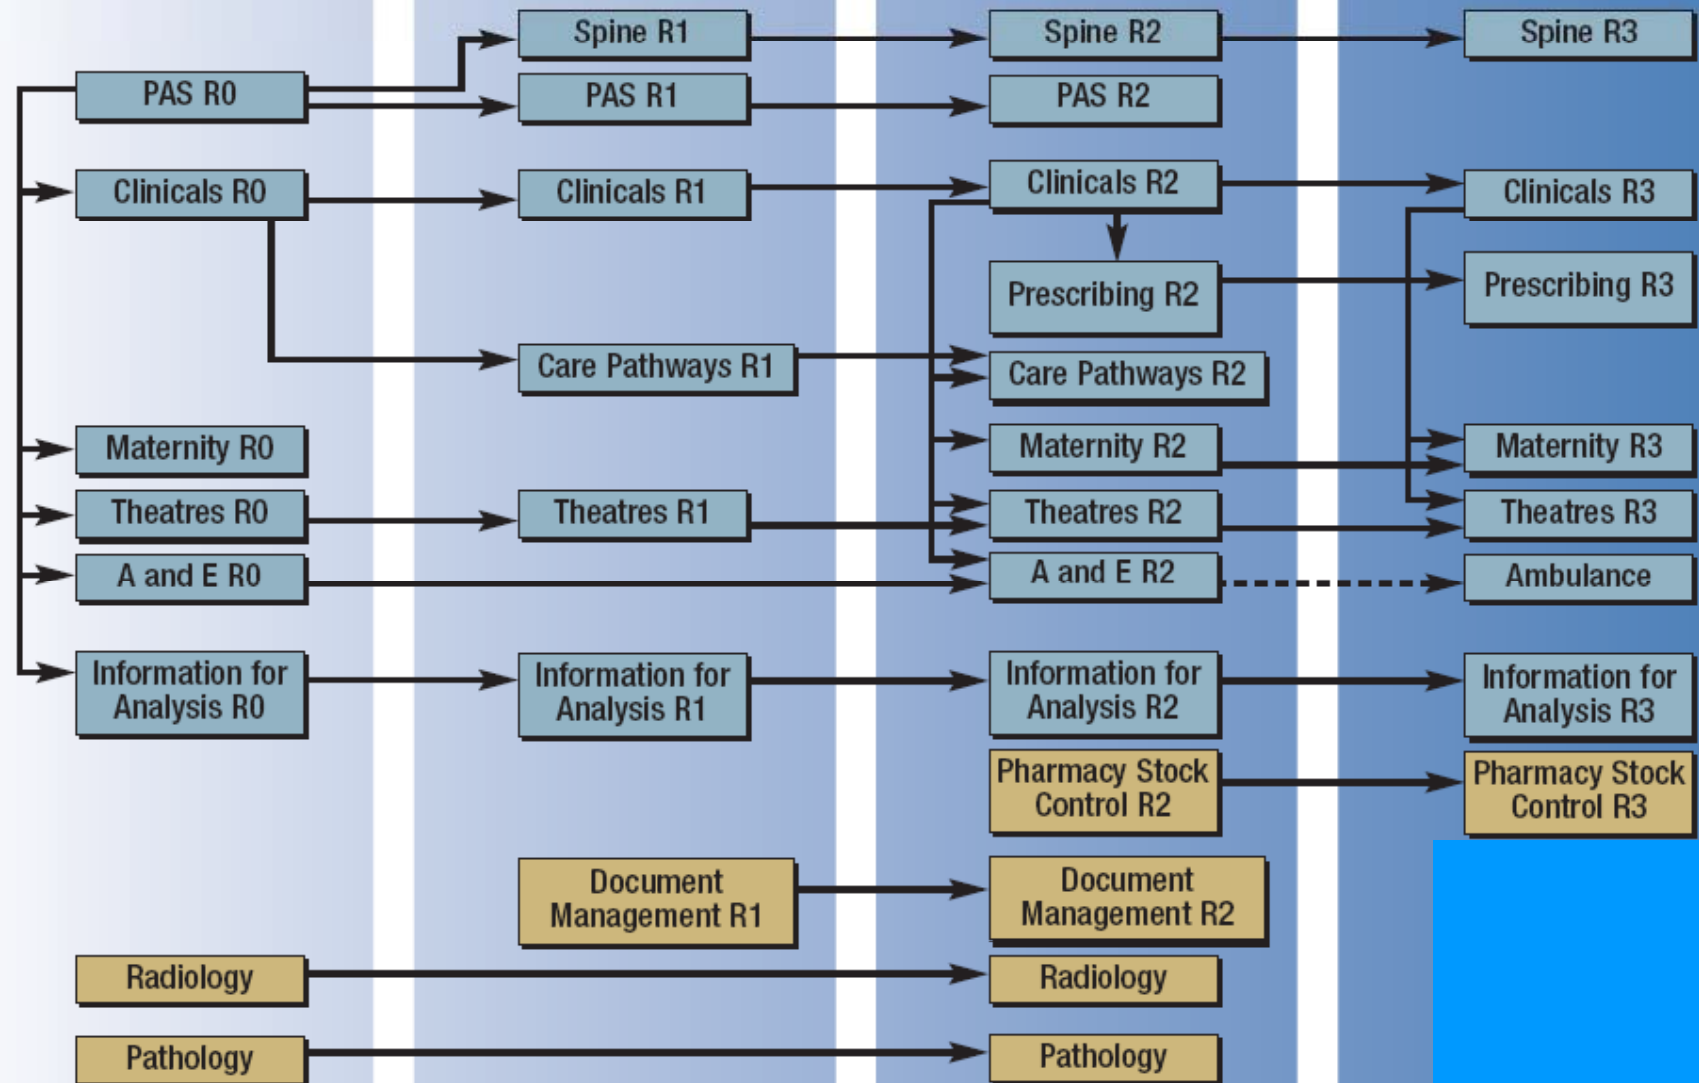 Spine R1
Spine R2
Spine R3
PAS R0
PAS R1
PAS R2
Clinicals R0
Clinicals R1
Clinicals R2
Clinicals R3
Prescribing R2
Prescribing R3
Care Pathways R1
Care Pathways R2
Maternity R0
Maternity R2
Maternity R3
Theatres R0
Theatres R1
Theatres R2
Theatres R3
A and E R0
A and E R2
Ambulance
Information for
Analysis R0
Information for
Analysis R1
Information for
Analysis R2
Information for
Analysis R3
Pharmacy Stock
Control R2
Pharmacy Stock
Control R3
Document
Management R1
Document
Management R2
Radiology
Radiology
Pathology
Pathology